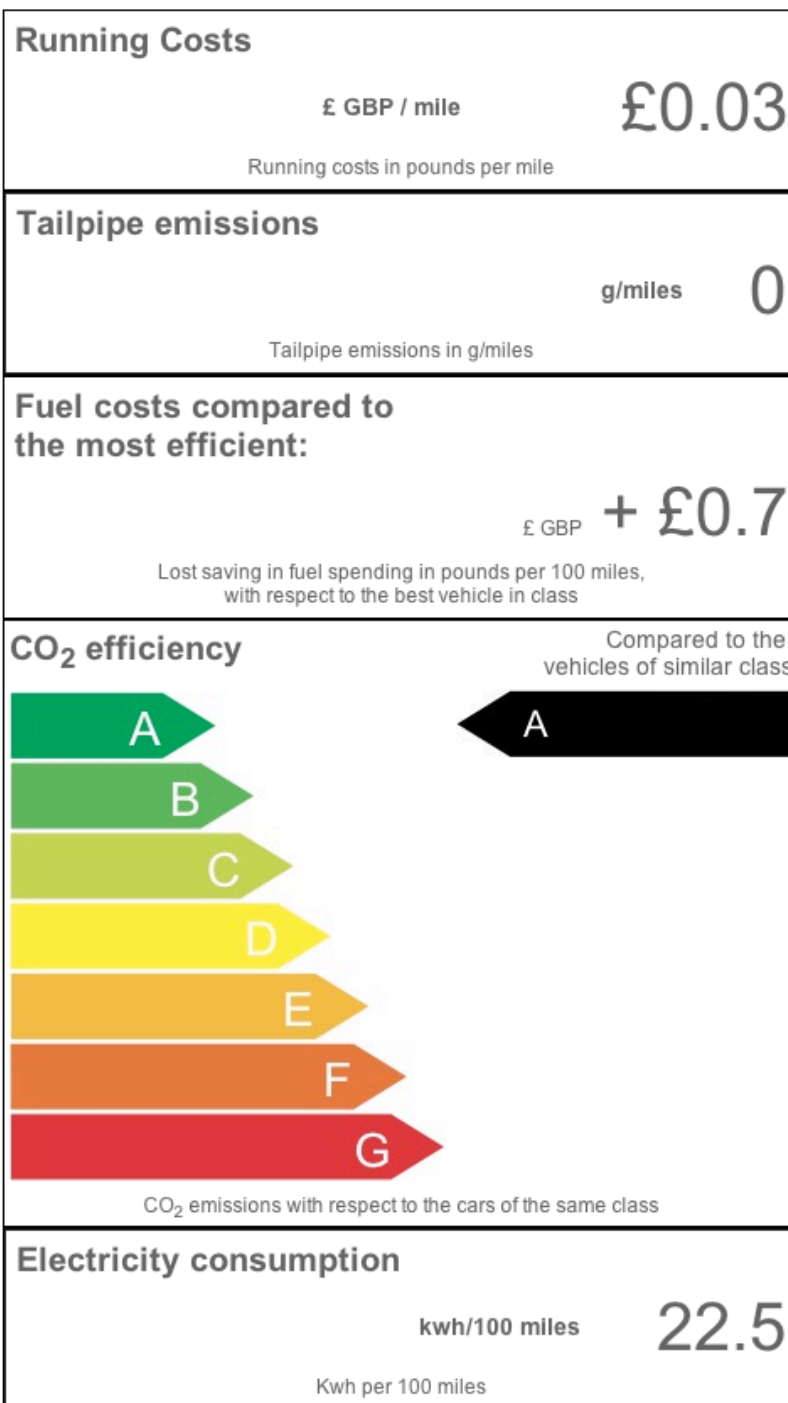 Running Costs
£ GBP / mile £0.03
Running costs in pounds per mile
Tailpipe emissions
g/miles 0
Tailpipe emissions in g/miles
Fuel costs compared to
the most efficient:
£ GBP + £0.7
Lost saving in fuel spending in pounds per 100 miles,
with respect to the best vehicle in class
CO₂ efficiency
Compared to the
vehicles of similar class
A
A
B
C
D
E
F
G
CO₂ emissions with respect to the cars of the same class
Electricity consumption
kwh/100 miles 22.5
Kwh per 100 miles